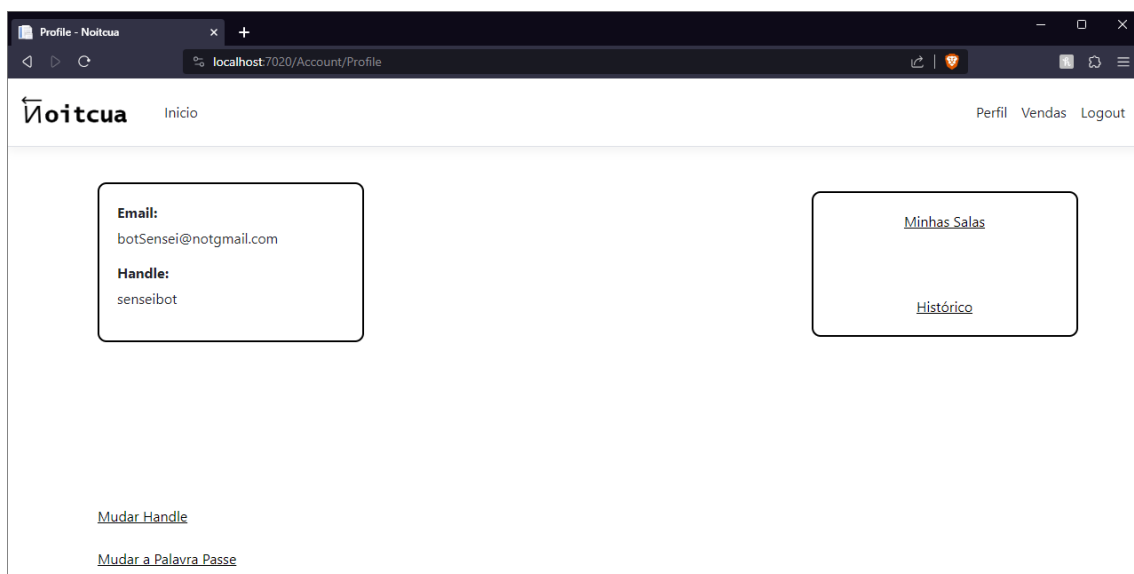 Profile - Noitcua
localhost:7020/Account/Profile
Noitcua
Inicio
Perfil
Vendas
Logout
Email:
botSensei@notgmail.com
Handle:
senseibot
Minhas Salas
Histórico
Mudar Handle
Mudar a Palavra Passe